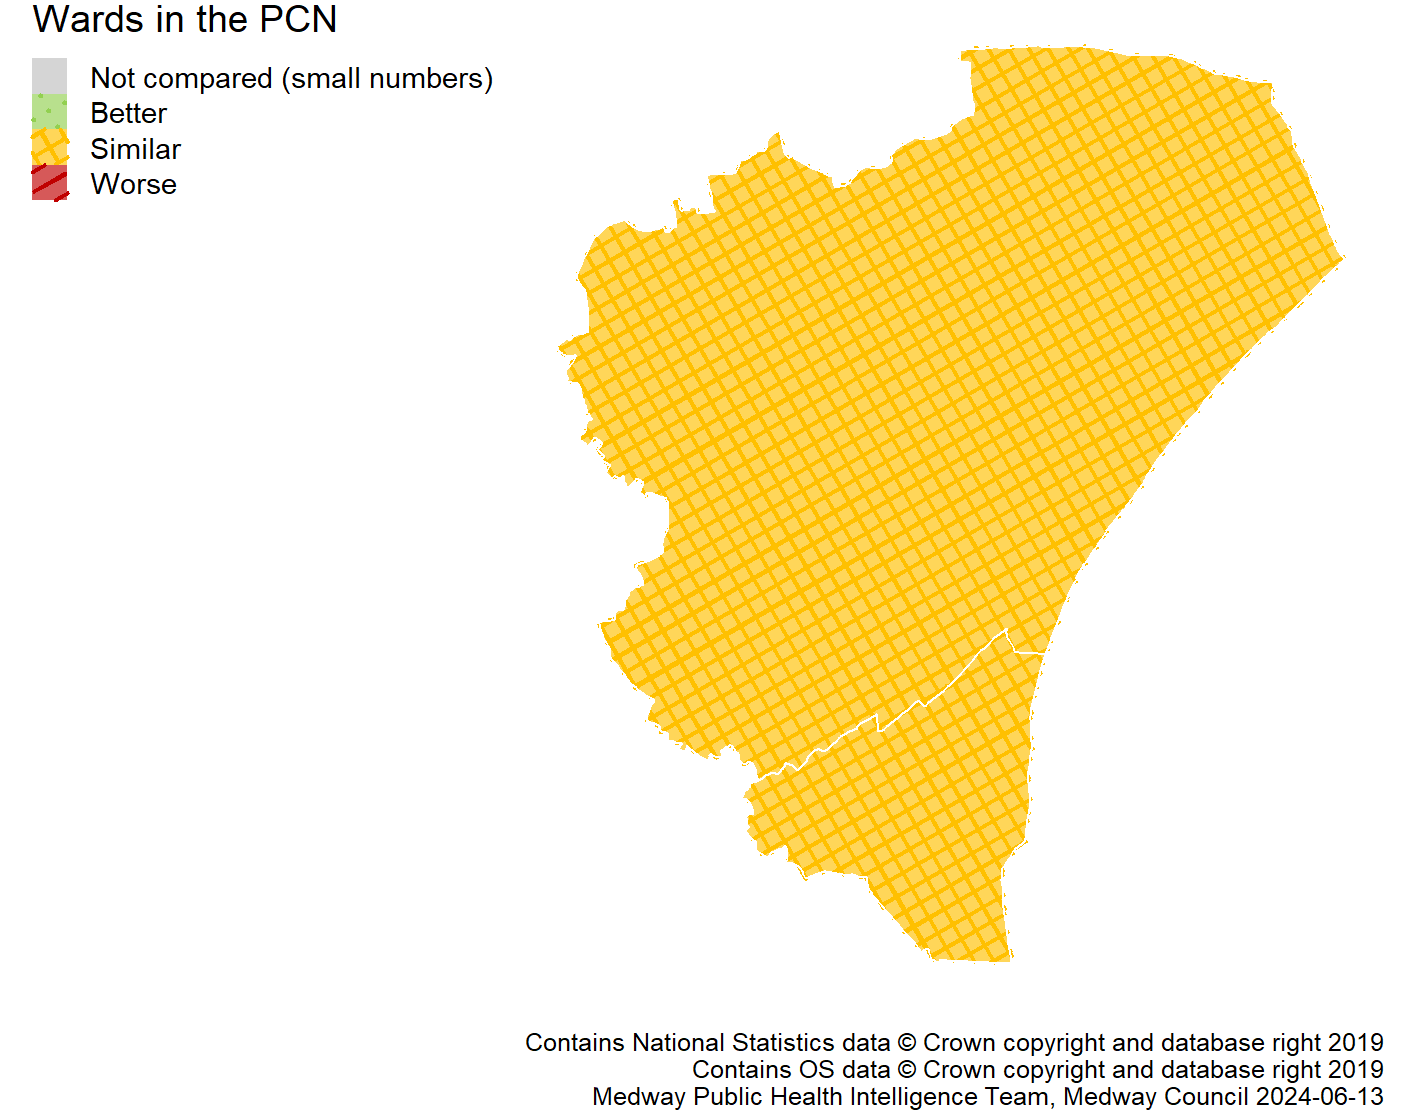 Wards in the PCN
Not compared (small numbers)
Better
Similar
Worse
Contains National Statistics data © Crown copyright and database right 2019
Contains OS data © Crown copyright and database right 2019
Medway Public Health Intelligence Team, Medway Council 2024-06-13